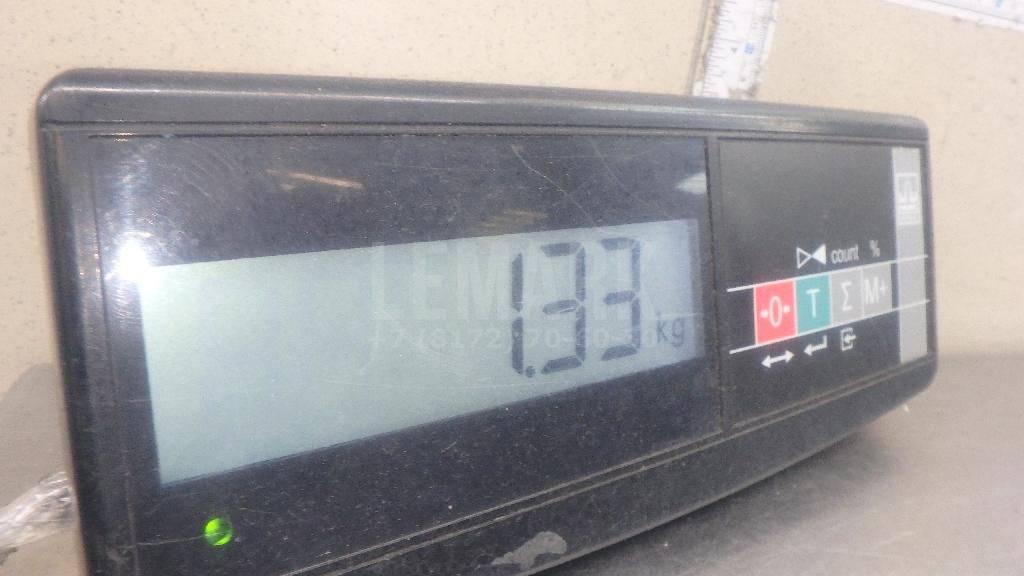 LEMARK
1.33 kg
count %
•0• T Σ M+